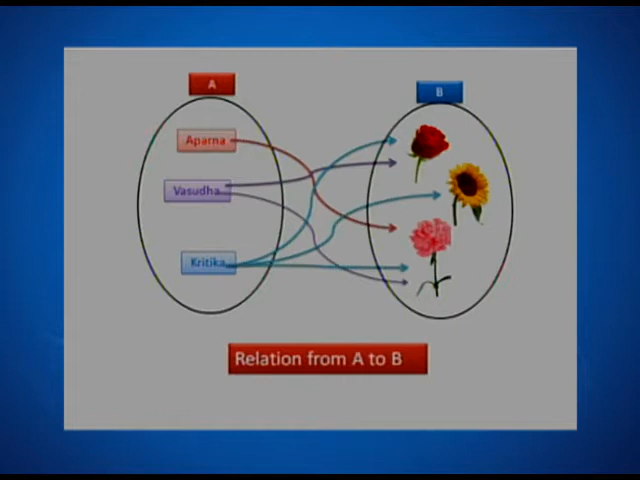 A
B
Aparna
Vasudha
Kritika
Relation from A to B